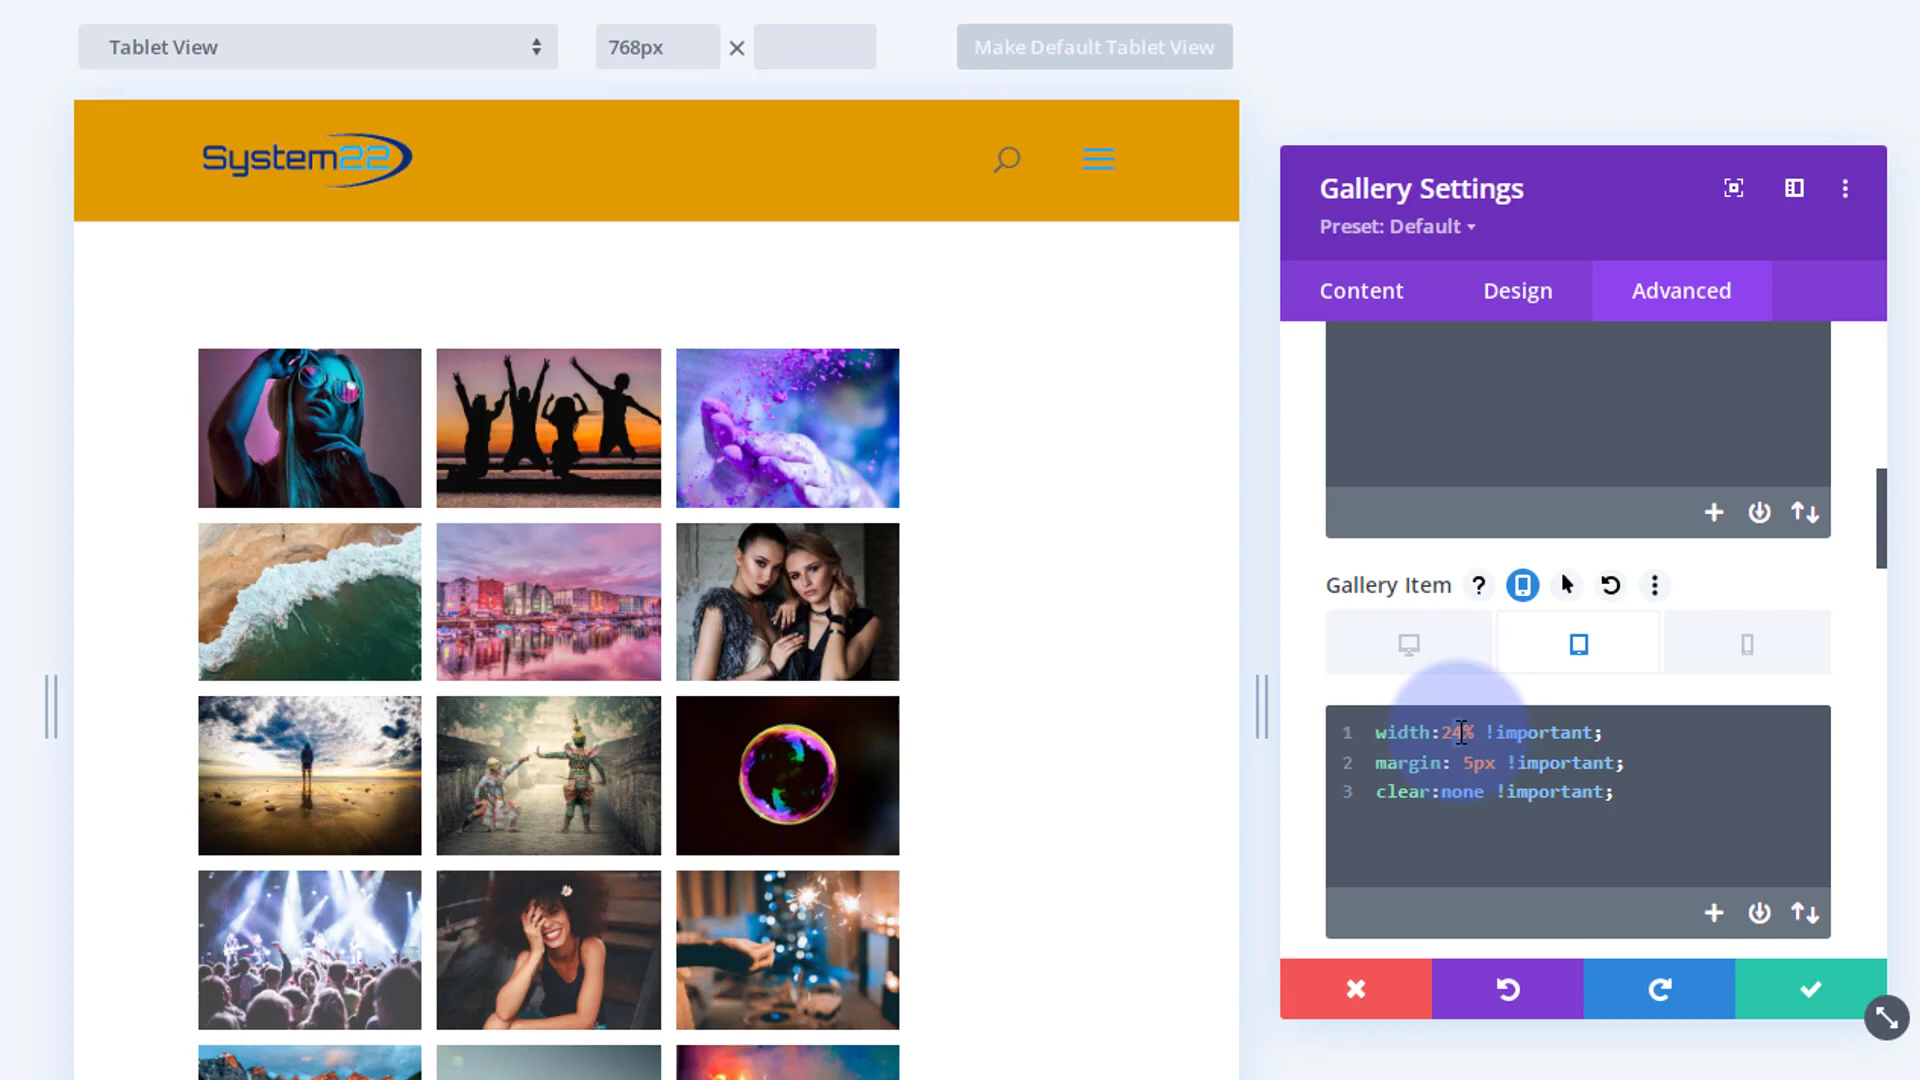 Tablet View
768px
Make Default Tablet View
System22
Gallery Settings
Preset: Default
Content
Design
Advanced
Gallery Item
1 width:24% !important;
2 margin: 5px !important;
3 clear:none !important;